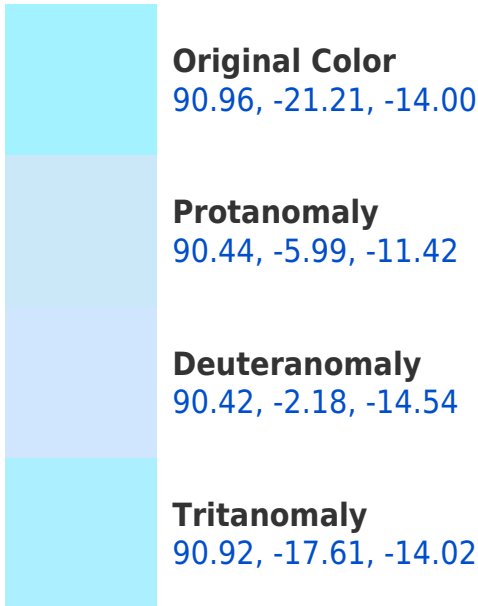 Original Color
90.96, -21.21, -14.00
Protanomaly
90.44, -5.99, -11.42
Deuteranomaly
90.42, -2.18, -14.54
Tritanomaly
90.92, -17.61, -14.02